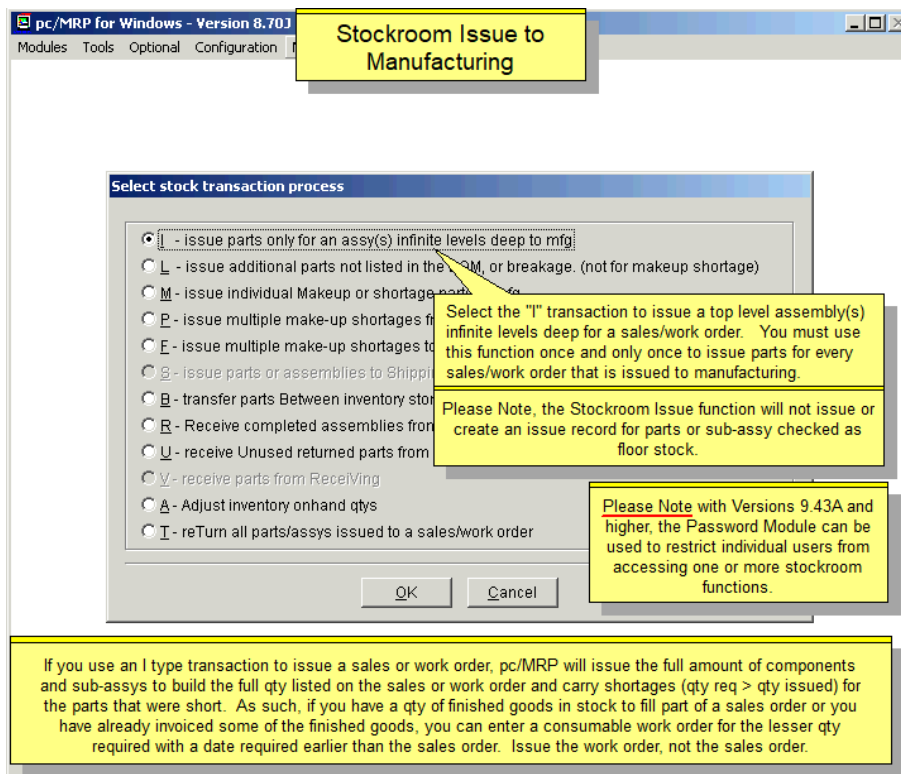 pc/MRP for Windows - Version 8.70J
Modules Tools Optional Configuration
Stockroom Issue to
Manufacturing
Select stock transaction process
I - issue parts only for an assy(s) infinite levels deep to mfg
L - issue additional parts not listed in the BOM, or breakage. (not for makeup shortage)
M - issue individual Makeup or shortage
P - issue multiple make-up shortages
F - issue multiple make-up shortages to
S - issue parts or assemblies to
B - transfer parts Between inventory
R - Receive completed assemblies
U - receive Unused returned parts from
V - receive parts from ReceiVing
A - Adjust inventory onhand qtys
T - reTurn all parts/assys issued to a sales/work order
OK Cancel
Select the "I" transaction to issue a top level assembly(s)
infinite levels deep for a sales/work order. You must use
this function once and only once to issue parts for every
sales/work order that is issued to manufacturing.
Please Note, the Stockroom Issue function will not issue or
create an issue record for parts or sub-assy checked as
floor stock.
Please Note with Versions 9.43A and
higher, the Password Module can be
used to restrict individual users from
accessing one or more stockroom
functions.
If you use an I type transaction to issue a sales or work order, pc/MRP will issue the full amount of components
and sub-assys to build the full qty listed on the sales or work order and carry shortages (qty req > qty issued) for
the parts that were short. As such, if you have a qty of finished goods in stock to fill part of a sales order or you
have already invoiced some of the finished goods, you can enter a consumable work order for the lesser qty
required with a date required earlier than the sales order. Issue the work order, not the sales order.